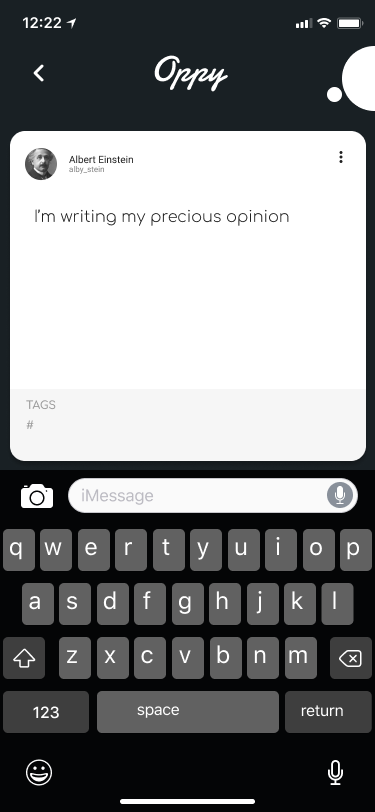 12:22
Oppy
Albert Einstein
alby_stein
I'm writing my precious opinion
TAGS
#
iMessage
q w e r t y u i o p
a s d f g h j k l
z x c v b n m
123 space return